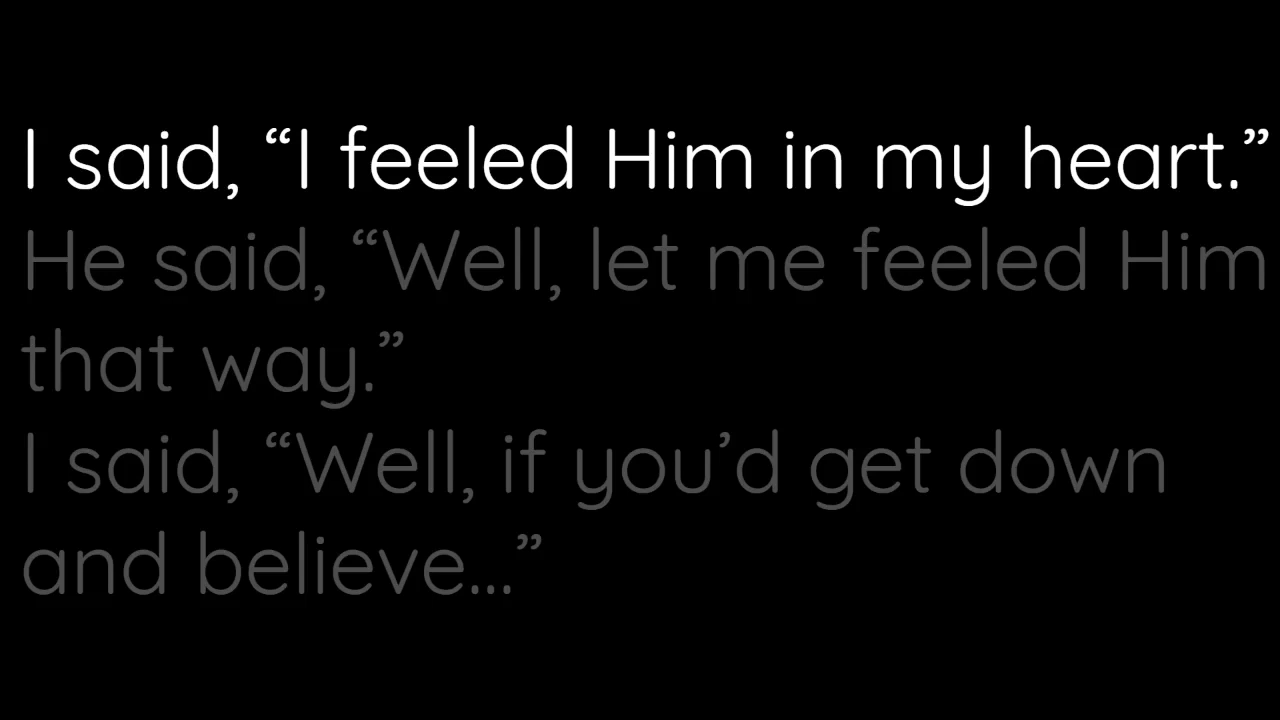 I said, “I feeled Him in my heart.”
He said, “Well, let me feeled Him
that way.”
I said, “Well, if you’d get down
and believe...”